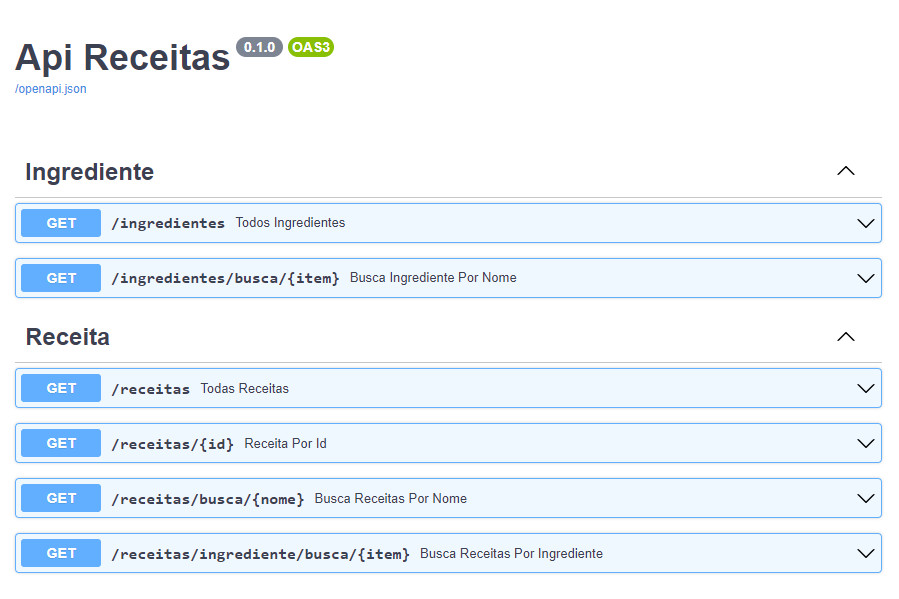 Api Receitas 0.1.0 OAS3
/openapi.json
Ingrediente
GET /ingredientes Todos Ingredientes
GET /ingredientes/busca/{item} Busca Ingrediente Por Nome
Receita
GET /receitas Todas Receitas
GET /receitas/{id} Receita Por Id
GET /receitas/busca/{nome} Busca Receitas Por Nome
GET /receitas/ingrediente/busca/{item} Busca Receitas Por Ingrediente